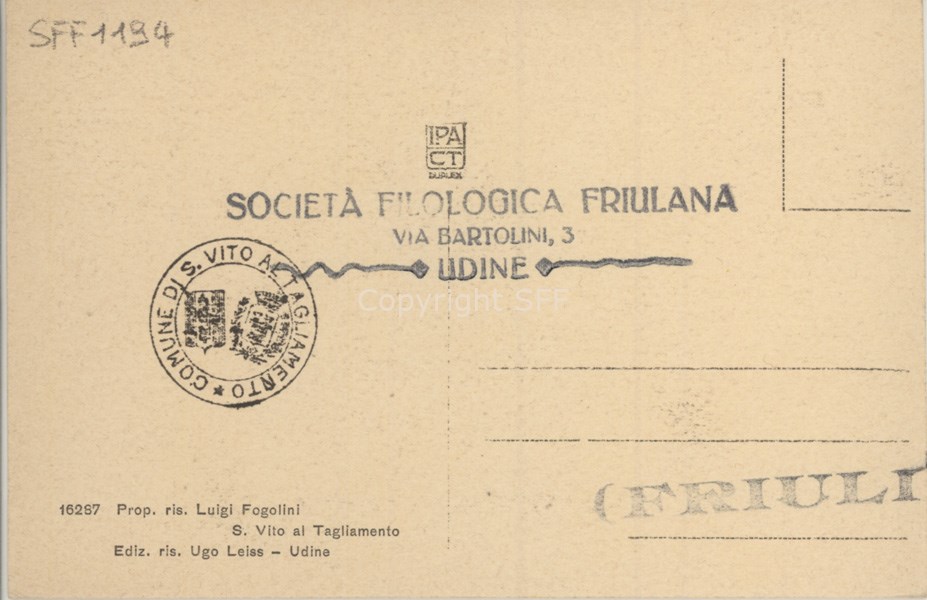 SFF1194
IPA
CT
DUPLEX
SOCIETÀ FILOLOGICA FRIULANA
VIA BARTOLINI, 3
UDINE
Copyright SFF
COMUNE DI S. VITO AL TAGLIAMENTO
(FRIULI
16287 Prop. ris. Luigi Fogolini
S. Vito al Tagliamento
Ediz. ris. Ugo Leiss – Udine